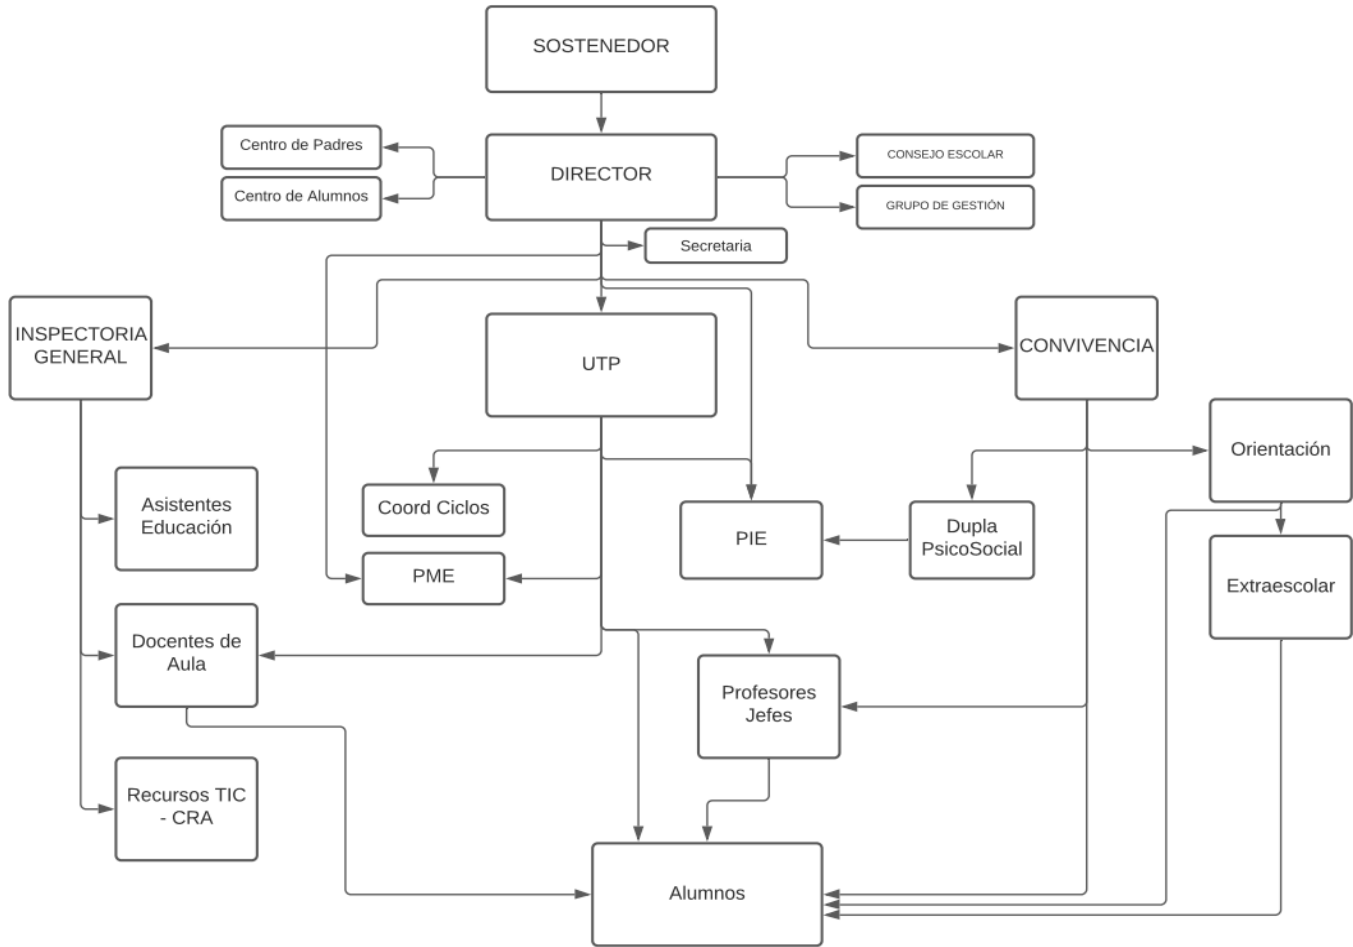 SOSTENEDOR
Centro de Padres
DIRECTOR
CONSEJO ESCOLAR
Centro de Alumnos
GRUPO DE GESTIÓN
Secretaria
INSPECTORIA
GENERAL
UTP
CONVIVENCIA
Orientación
Asistentes
Educación
Coord Ciclos
PIE
Dupla
PsicoSocial
PME
Extraescolar
Docentes de
Aula
Profesores
Jefes
Recursos TIC
- CRA
Alumnos